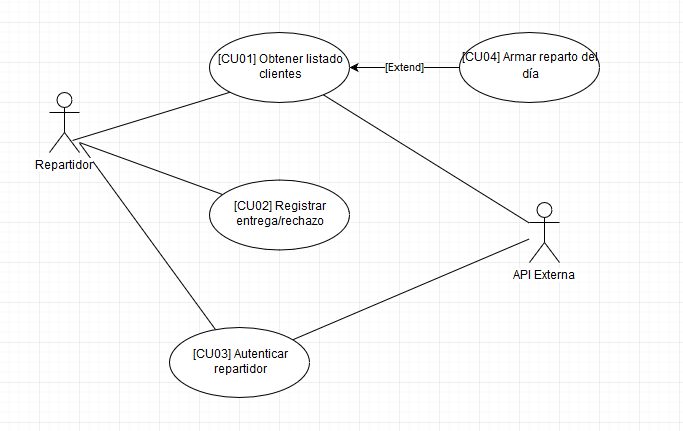 [CU01] Obtener listado
clientes
[Extend]
[CU04] Armar reparto del
día
Repartidor
[CU02] Registrar
entrega/rechazo
API Externa
[CU03] Autenticar
repartidor